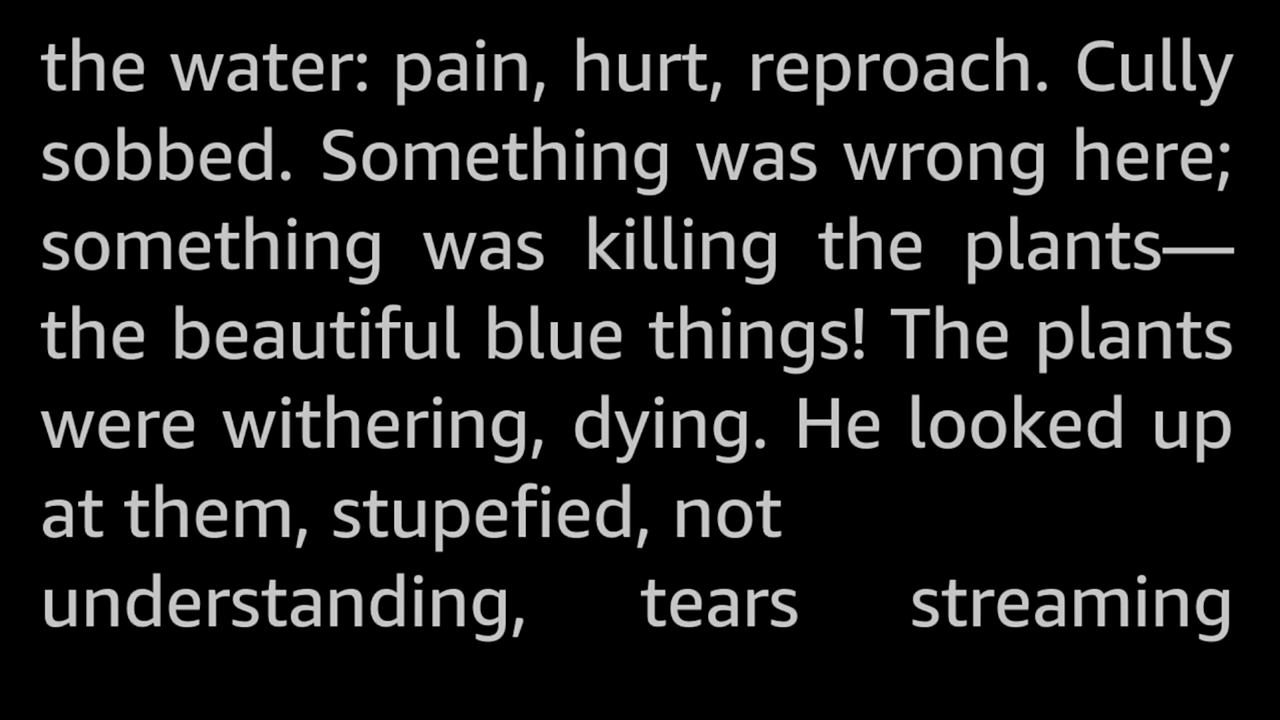 the water: pain, hurt, reproach. Cully
sobbed. Something was wrong here;
something was killing the plants—
the beautiful blue things! The plants
were withering, dying. He looked up
at them, stupefied, not
understanding, tears streaming